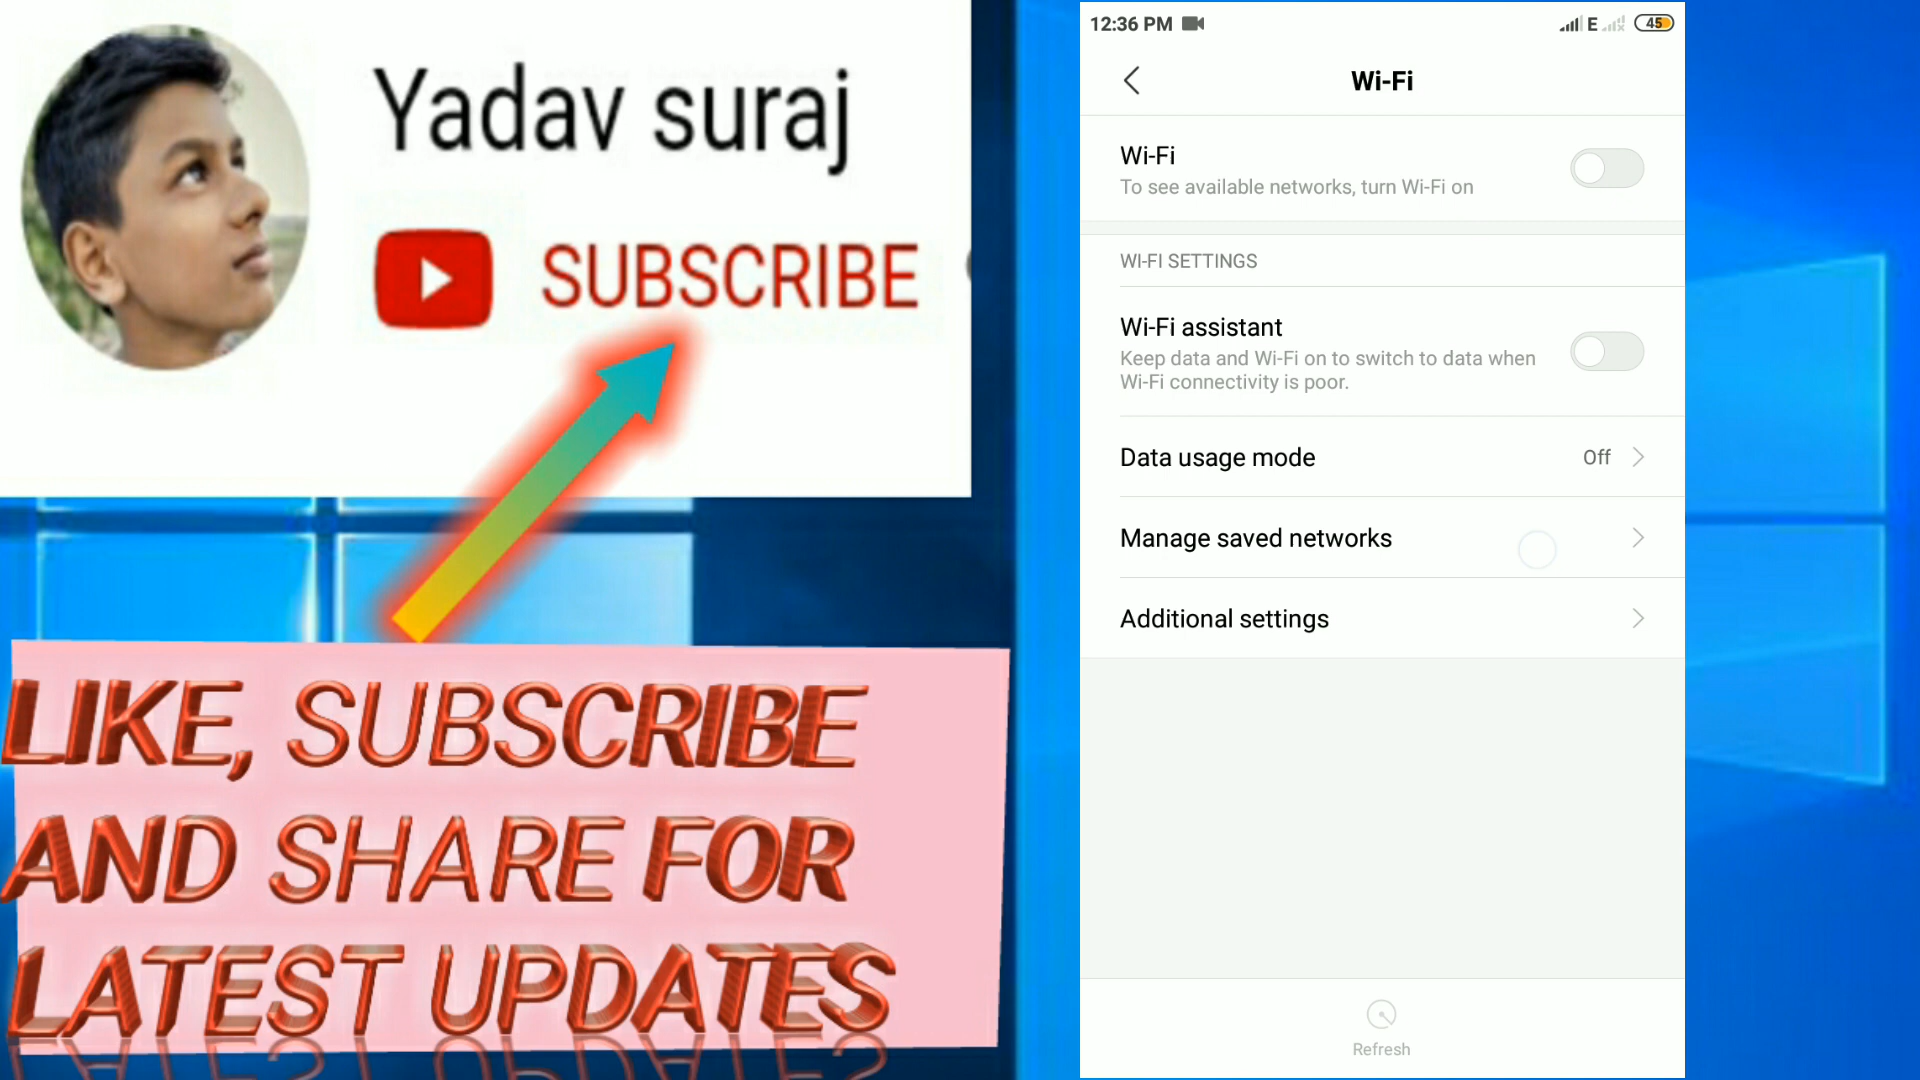 Yadav suraj
SUBSCRIBE
LIKE, SUBSCRIBE
AND SHARE FOR
LATEST UPDATES
12:36 PM E 45
Wi-Fi
Wi-Fi
To see available networks, turn Wi-Fi on
WI-FI SETTINGS
Wi-Fi assistant
Keep data and Wi-Fi on to switch to data when
Wi-Fi connectivity is poor.
Data usage mode Off
Manage saved networks
Additional settings
Refresh